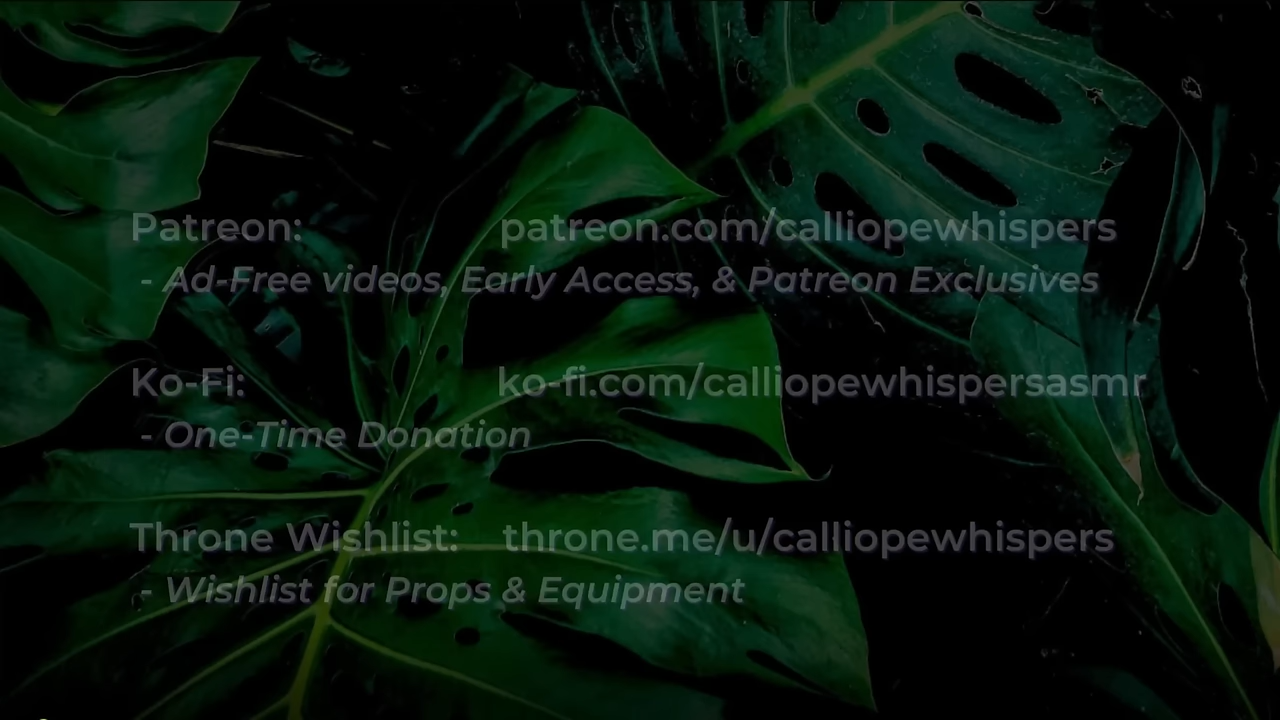 Patreon: patreon.com/calliopewhispers
- Ad-Free videos, Early Access, & Patreon Exclusives
Ko-Fi: ko-fi.com/calliopewhispersasmr
- One-Time Donation
Throne Wishlist: throne.me/u/calliopewhispers
- Wishlist for Props & Equipment